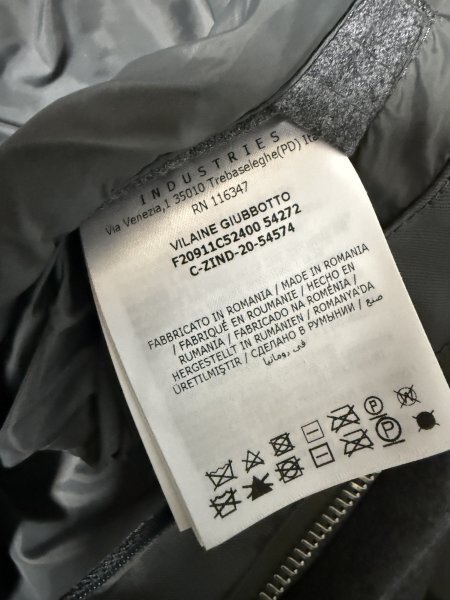 INDUSTRIES
Via Venezia,1 35010 Trebaseleghe(PD) Ita
RN 116347
VILAINE GIUBBOTTO
F20911C52400 54272
C-ZIND-20-54574
FABBRICATO IN ROMANIA / MADE IN ROMANIA
/ FABRIQUÉ EN ROUMANIE / HECHO EN
RUMANIA / FABRICADO NA ROMÉNIA /
HERGESTELLT IN RUMÄNIEN / ROMANYA'DA
ÜRETILMIŞTIR / СДЕЛАНО В РУМЫНИИ / صنع
في رومانيا
P
P